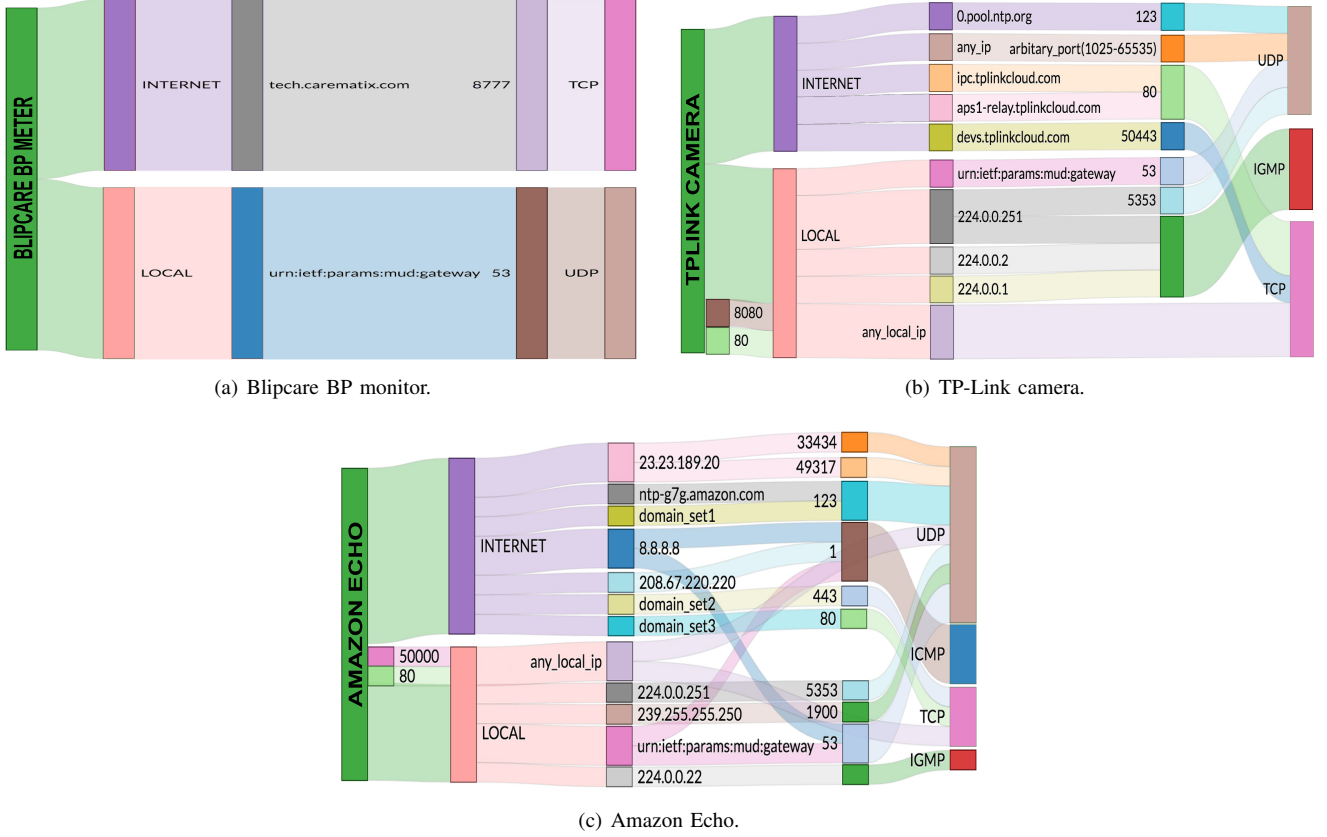 BLIPCARE BP METER
INTERNET
tech.carematix.com
8777
TCP
LOCAL
urn:ietf:params:mud:gateway
53
UDP
(a) Blipcare BP monitor.
TPLINK CAMERA
8080
80
INTERNET
LOCAL
0.pool.ntp.org
123
any_ip
arbitary_port(1025-65535)
ipc.tplinkcloud.com
80
aps1-relay.tplinkcloud.com
devs.tplinkcloud.com
50443
urn:ietf:params:mud:gateway
53
224.0.0.251
5353
224.0.0.2
224.0.0.1
any_local_ip
UDP
IGMP
TCP
(b) TP-Link camera.
AMAZON ECHO
50000
80
INTERNET
LOCAL
23.23.189.20
33434
49317
ntp-g7g.amazon.com
123
domain_set1
8.8.8.8
1
208.67.220.220
domain_set2
443
domain_set3
80
any_local_ip
224.0.0.251
5353
239.255.255.250
1900
urn:ietf:params:mud:gateway
53
224.0.0.22
UDP
ICMP
TCP
IGMP
(c) Amazon Echo.